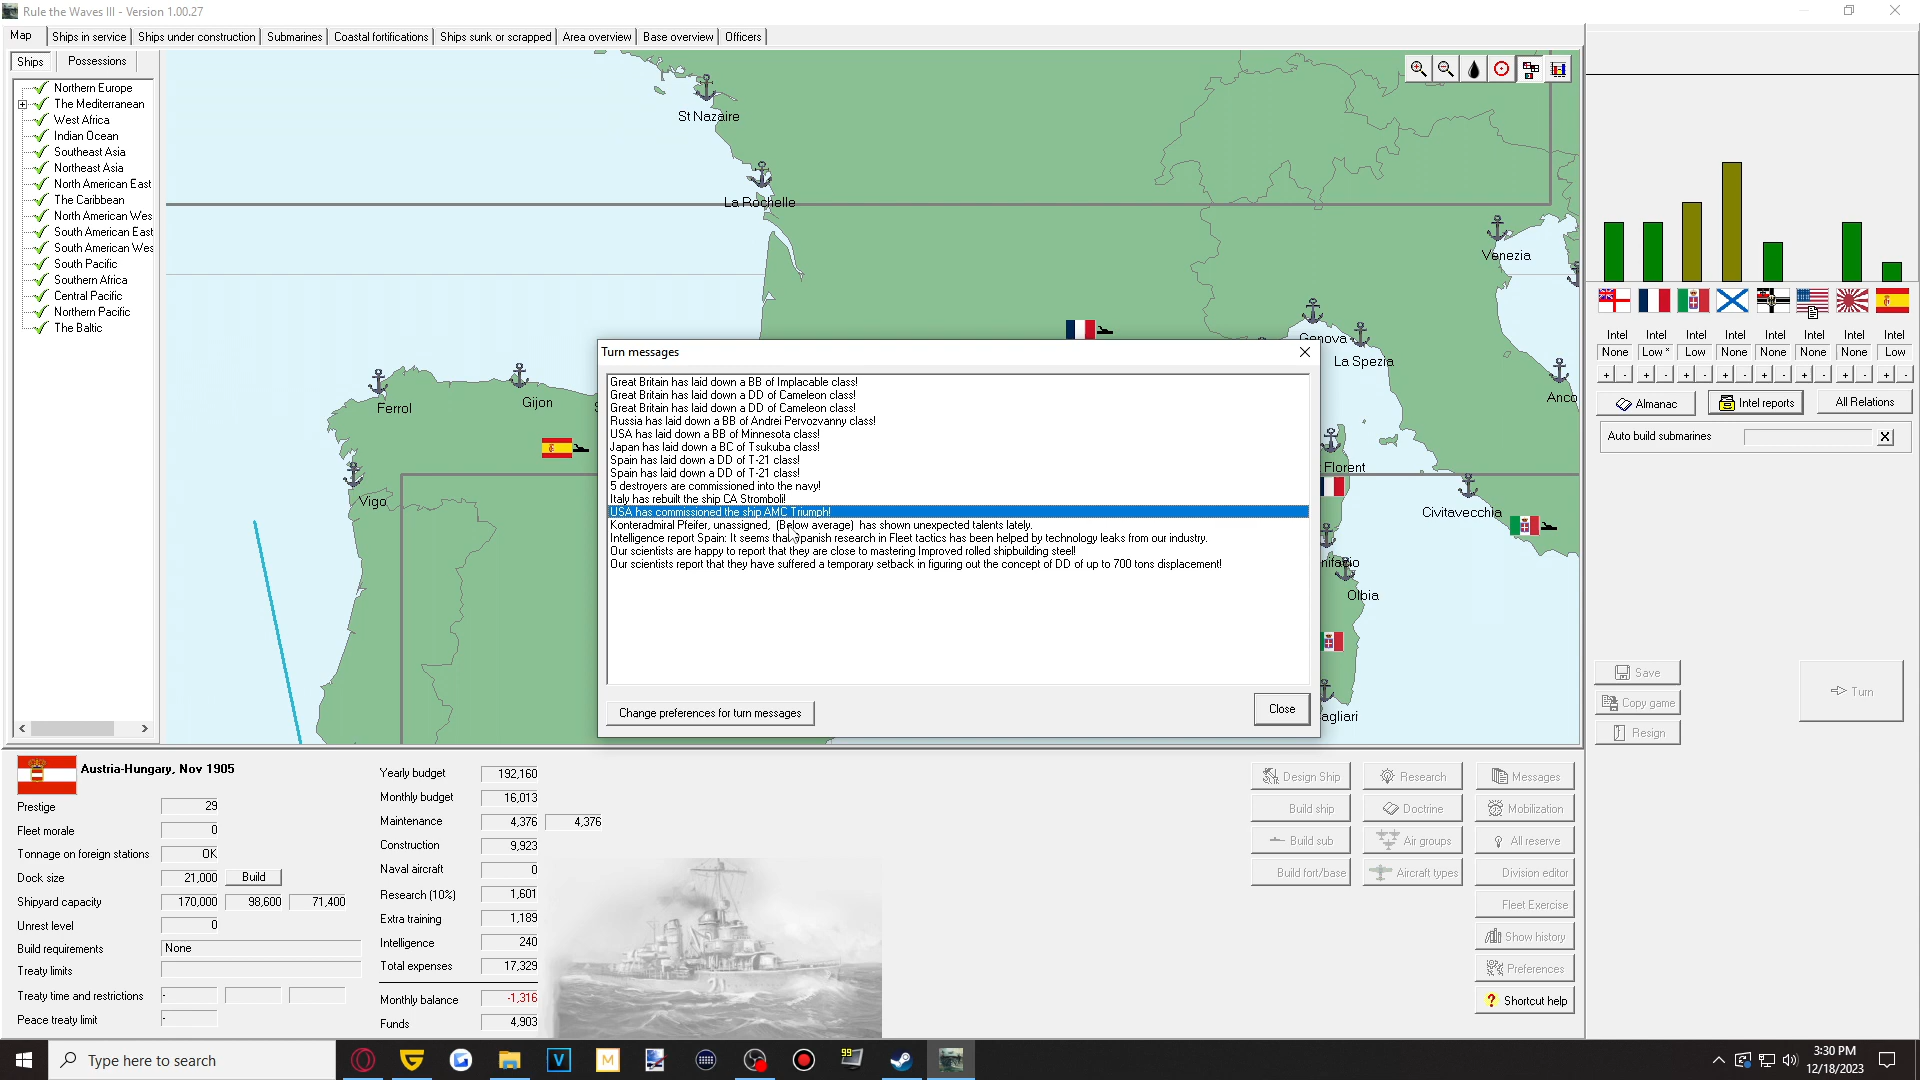 Rule the Waves III - Version 1.00.27
Map
Ships in service
Ships under construction
Submarines
Coastal fortifications
Ships sunk or scrapped
Area overview
Base overview
Officers
Ships
Possessions
Northern Europe
The Mediterranean
West Africa
Indian Ocean
Southeast Asia
Northeast Asia
North American East
The Caribbean
North American Wes
South American East
South American Wes
South Pacific
Southern Africa
Central Pacific
Northern Pacific
The Baltic
St Nazaire
La Rochelle
Venezia
Genova
La Spezia
Ferrol
Gijon
Vigo
Anco
Florent
Civitavecchia
nifatio
Olbia
agliari
Turn messages
Great Britain has laid down a BB of Implacable class!
Great Britain has laid down a DD of Cameleon class!
Great Britain has laid down a DD of Cameleon class!
Russia has laid down a BB of Andrei Pervozvanny class!
USA has laid down a BB of Minnesota class!
Japan has laid down a BC of Tsukuba class!
Spain has laid down a DD of T-21 class!
Spain has laid down a DD of T-21 class!
5 destroyers are commissioned into the navy!
Italy has rebuilt the ship CA Stromboli!
USA has commissioned the ship AMC Triumph!
Konteradmiral Pfeifer, unassigned, (Below average) has shown unexpected talents lately.
Intelligence report Spain: It seems that Spanish research in Fleet tactics has been helped by technology leaks from our industry.
Our scientists are happy to report that they are close to mastering Improved rolled shipbuilding steel!
Our scientists report that they have suffered a temporary setback in figuring out the concept of DD of up to 700 tons displacement!
Change preferences for turn messages
Close
Intel Intel Intel Intel Intel Intel Intel Intel
None Low * Low None None None None Low
+ - + - + - + - + - + - + - + -
Almanac
Intel reports
All Relations
Auto build submarines
X
Save
Copy game
Resign
Turn
Austria-Hungary, Nov 1905
Prestige 29
Fleet morale 0
Tonnage on foreign stations OK
Dock size 21,000 Build
Shipyard capacity 170,000 98,600 71,400
Unrest level 0
Build requirements None
Treaty limits
Treaty time and restrictions -
Peace treaty limit -
Yearly budget 192,160
Monthly budget 16,013
Maintenance 4,376 4,376
Construction 9,923
Naval aircraft 0
Research (10%) 1,601
Extra training 1,189
Intelligence 240
Total expenses 17,329
Monthly balance -1,316
Funds 4,903
Design Ship
Research
Messages
Build ship
Doctrine
Mobilization
Build sub
Air groups
All reserve
Build fort/base
Aircraft types
Division editor
Fleet Exercise
Show history
Preferences
? Shortcut help
Type here to search
V
M
99
3:30 PM
12/18/2023